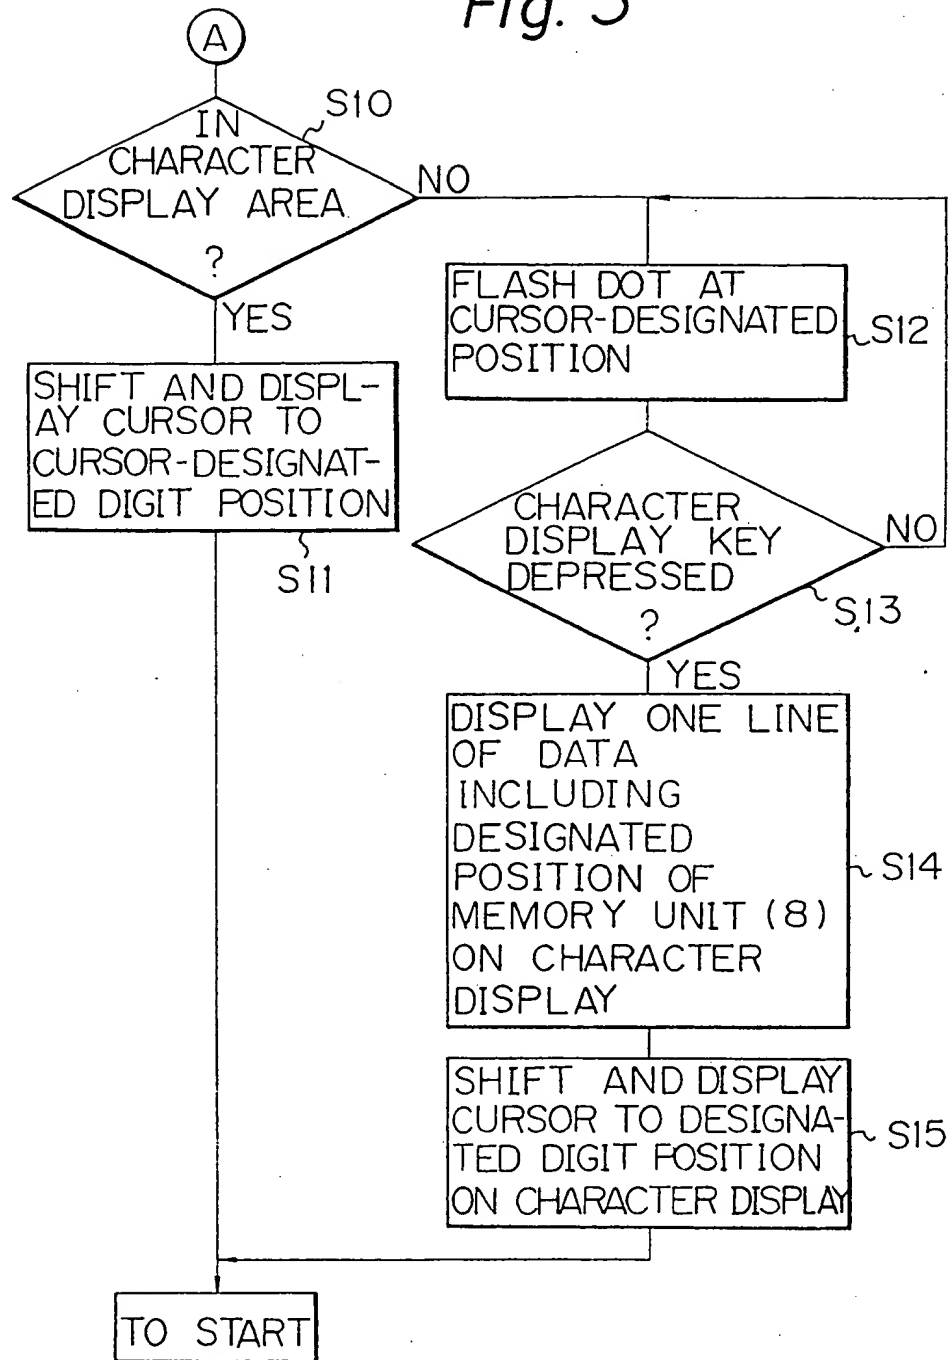 Fig. 5
A
S10
IN
CHARACTER
DISPLAY AREA
?
NO
YES
SHIFT AND DISPL-
AY CURSOR TO
CURSOR-DESIGNAT-
ED DIGIT POSITION
S11
FLASH DOT AT
CURSOR-DESIGNATED
POSITION
S12
CHARACTER
DISPLAY KEY
DEPRESSED
?
NO
S13
YES
DISPLAY ONE LINE
OF DATA
INCLUDING
DESIGNATED
POSITION OF
MEMORY UNIT (8)
ON CHARACTER
DISPLAY
S14
SHIFT AND DISPLAY
CURSOR TO DESIGNA-
TED DIGIT POSITION
ON CHARACTER DISPLAY
S15
TO START